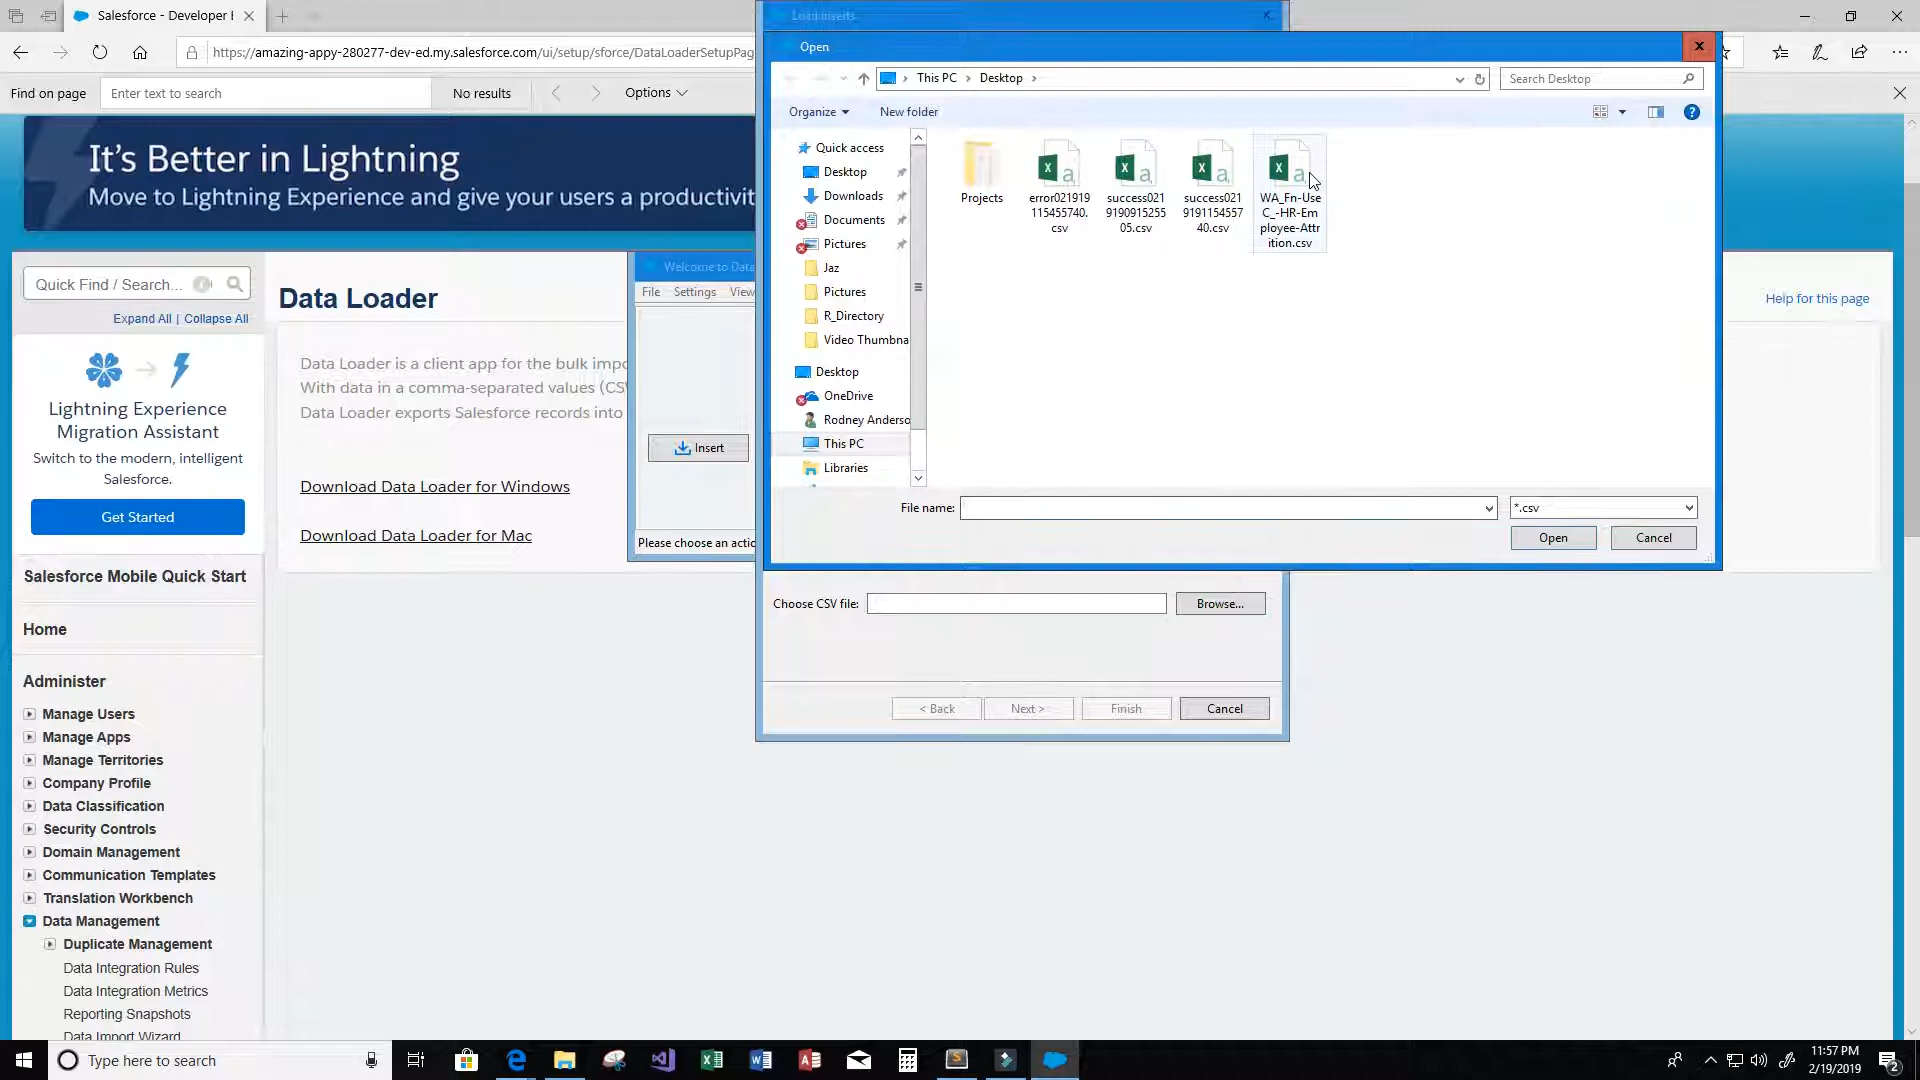 Salesforce - Developer E
https://amazing-appy-280277-dev-ed.my.salesforce.com/ui/setup/sforce/DataLoaderSetupPag
Find on page
Enter text to search
No results
Options
It's Better in Lightning
Move to Lightning Experience and give your users a productivit
Quick Find / Search...
Expand All | Collapse All
Lightning Experience
Migration Assistant
Switch to the modern, intelligent
Salesforce.
Get Started
Salesforce Mobile Quick Start
Home
Administer
Manage Users
Manage Apps
Manage Territories
Company Profile
Data Classification
Security Controls
Domain Management
Communication Templates
Translation Workbench
Data Management
Duplicate Management
Data Integration Rules
Data Integration Metrics
Reporting Snapshots
Data Import Wizard
Data Loader
Help for this page
Data Loader is a client app for the bulk impo
With data in a comma-separated values (CS
Data Loader exports Salesforce records into
Download Data Loader for Windows
Download Data Loader for Mac
Welcome to Data
File Settings View
Insert
Please choose an actio
Load Inserts
Open
This PC
Desktop
Search Desktop
Organize
New folder
Quick access
Desktop
Downloads
Documents
Pictures
Jaz
Pictures
R_Directory
Video Thumbna
Desktop
OneDrive
Rodney Anderso
This PC
Libraries
Projects
error021919
115455740.
csv
success021
9190915255
05.csv
success021
9191154557
40.csv
WA_Fn-Use
C_-HR-Em
ployee-Attr
ition.csv
File name:
*.csv
Open
Cancel
Choose CSV file:
Browse...
< Back
Next >
Finish
Cancel
Type here to search
11:57 PM
2/19/2019
2